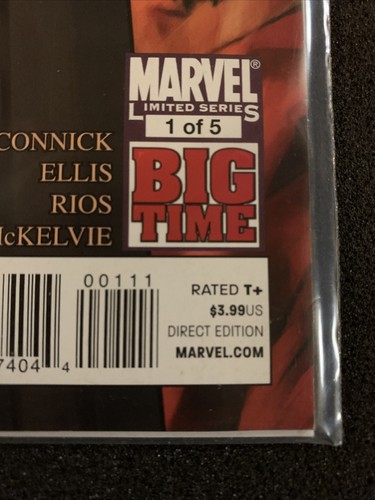 MARVEL®
LIMITED SERIES
1 of 5
BIG
TIME
CONNICK
ELLIS
RIOS
McKELVIE
00111
7404 4
RATED T+
$3.99US
DIRECT EDITION
MARVEL.COM